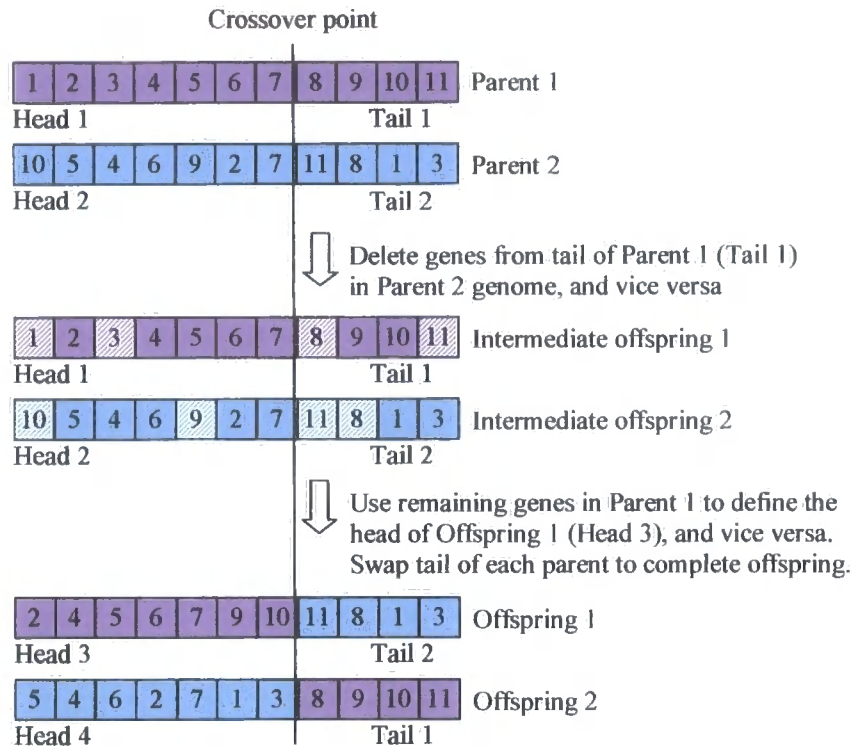 Crossover point
1 2 3 4 5 6 7 8 9 10 11 Parent 1
Head 1 Tail 1
10 5 4 6 9 2 7 11 8 1 3 Parent 2
Head 2 Tail 2
Delete genes from tail of Parent 1 (Tail 1)
in Parent 2 genome, and vice versa
1 2 3 4 5 6 7 8 9 10 11 Intermediate offspring 1
Head 1 Tail 1
10 5 4 6 9 2 7 11 8 1 3 Intermediate offspring 2
Head 2 Tail 2
Use remaining genes in Parent 1 to define the
head of Offspring 1 (Head 3), and vice versa.
Swap tail of each parent to complete offspring.
2 4 5 6 7 9 10 11 8 1 3 Offspring 1
Head 3 Tail 2
5 4 6 2 7 1 3 8 9 10 11 Offspring 2
Head 4 Tail 1